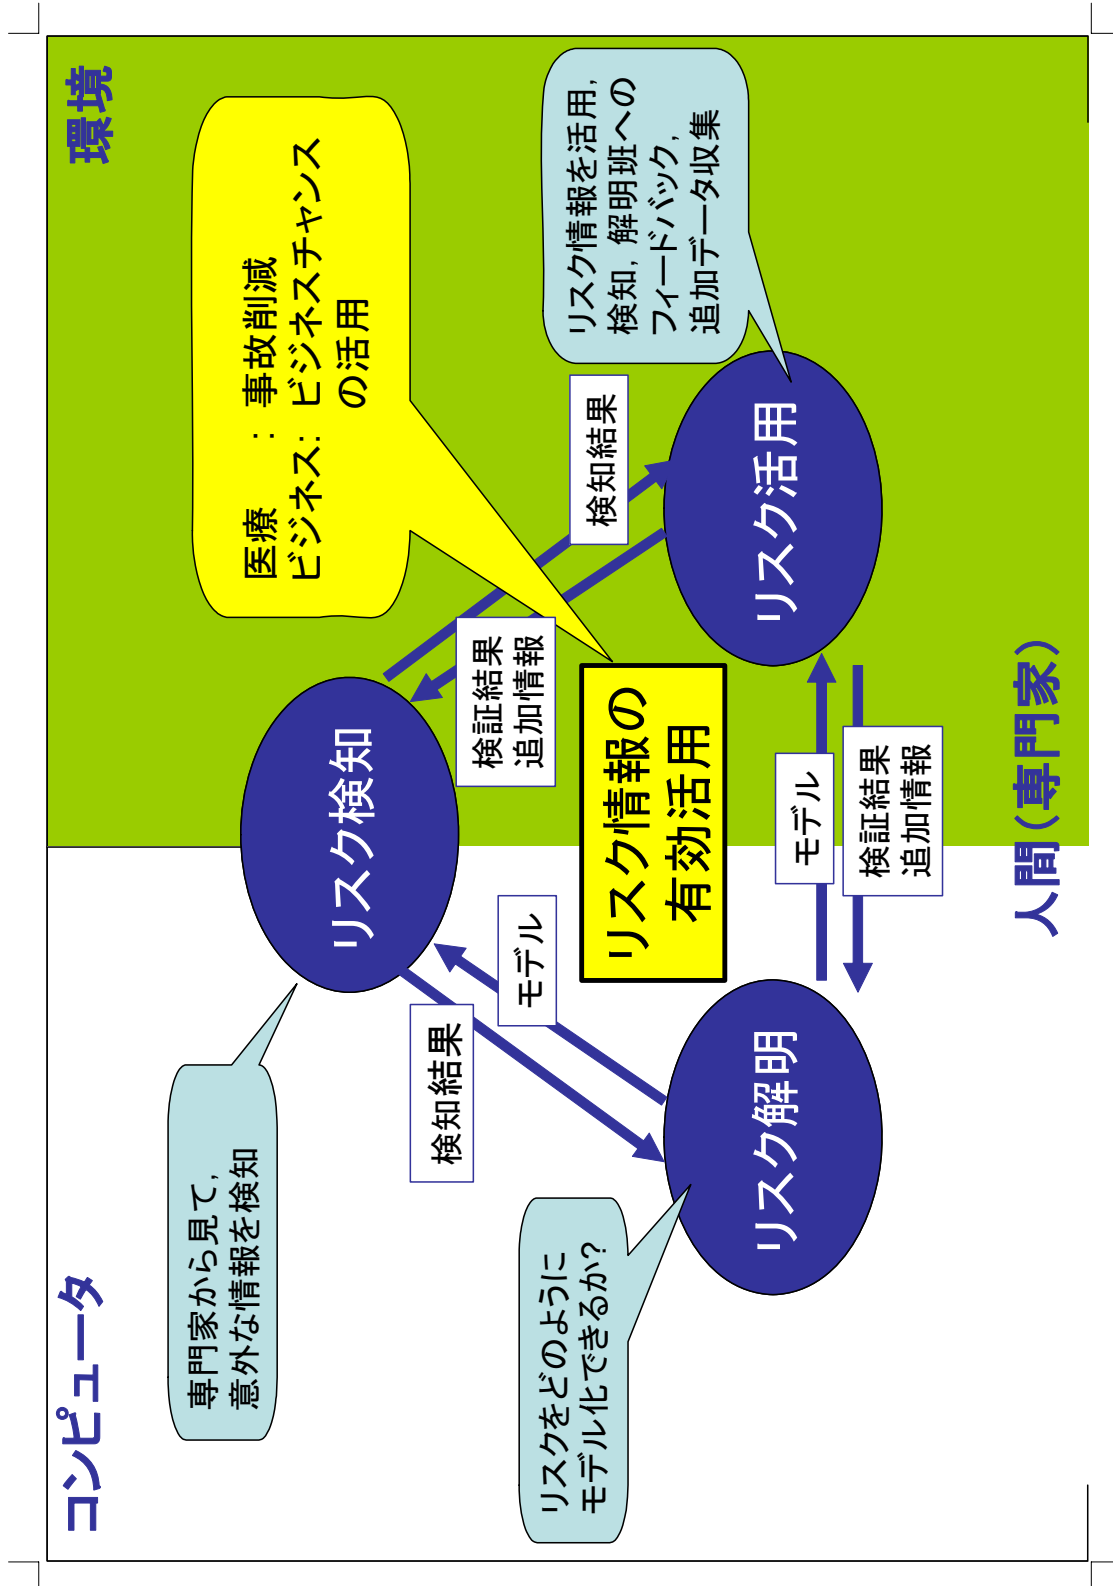 コンピュータ
環境
専門家から見て，
意外な情報を検知
リスク検知
医療　：事故削減
ビジネス：ビジネスチャンス
の活用
検知結果
モデル
検証結果
追加情報
検知結果
リスクをどのように
モデル化できるか？
リスク情報の
有効活用
リスク情報を活用，
検知，解明班への
フィードバック，
追加データ収集
リスク解明
モデル
検証結果
追加情報
リスク活用
人間（専門家）